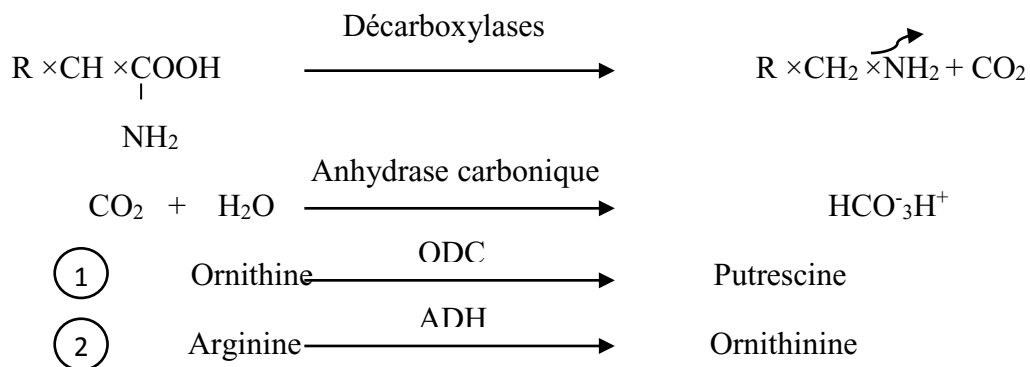 Décarboxylases
R ×CH ×COOH R ×CH₂ ×NH₂ + CO₂
NH₂
Anhydrase carbonique
CO₂ + H₂O HCO⁻₃H⁺
ODC
1 Ornithine Putrescine
ADH
2 Arginine Ornithinine